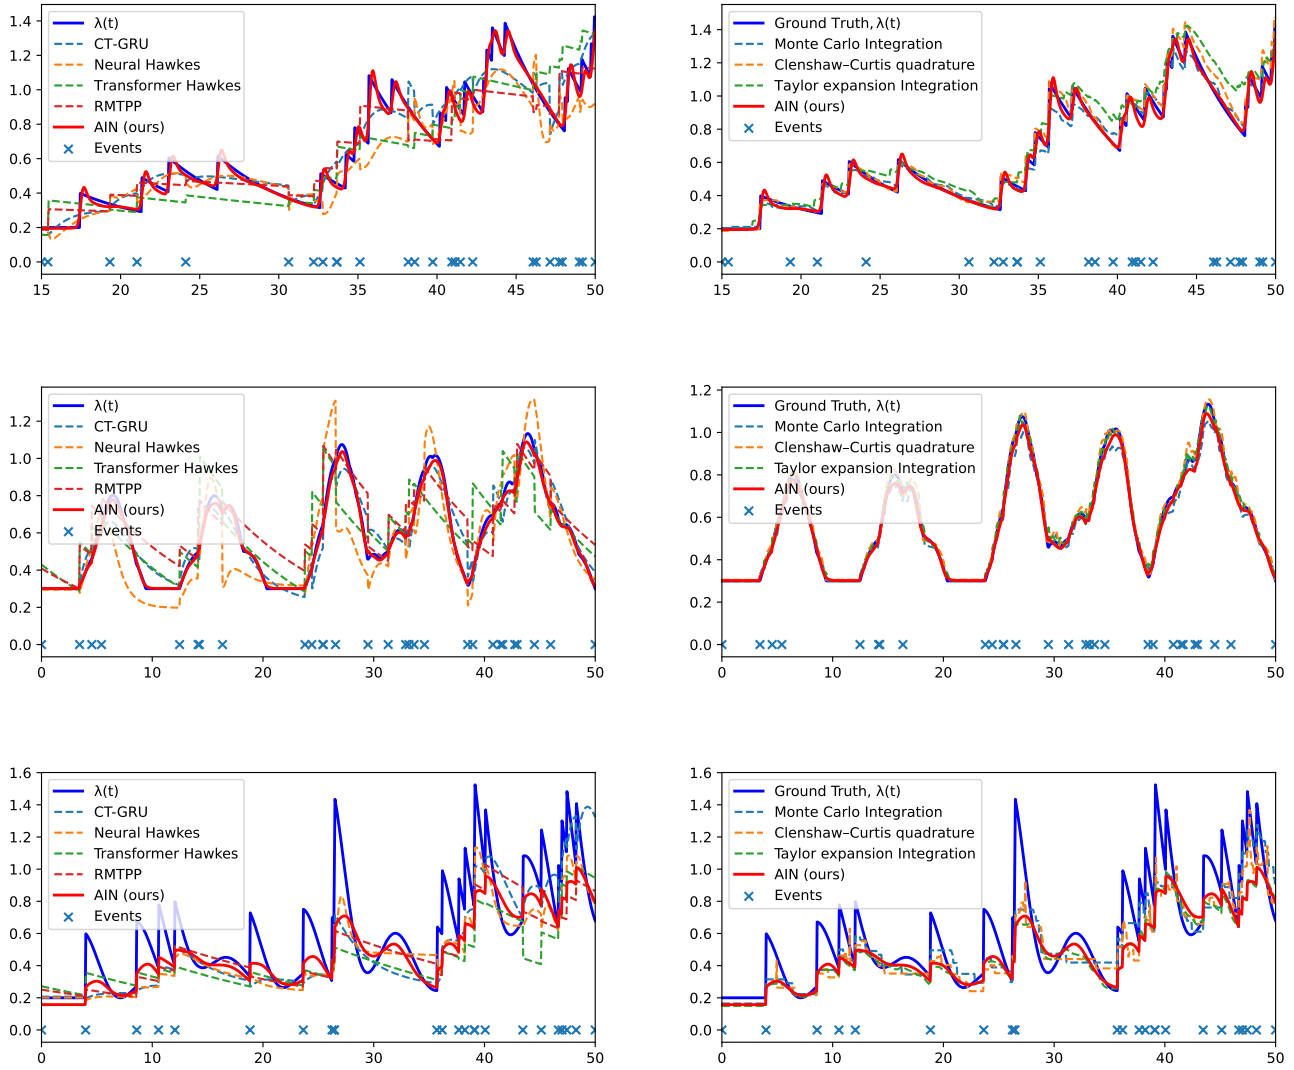 1.4
1.2
1.0
0.8
0.6
0.4
0.2
0.0
λ(t)
CT-GRU
Neural Hawkes
Transformer Hawkes
RMTPP
AIN (ours)
Events
15 20 25 30 35 40 45 50
1.4
1.2
1.0
0.8
0.6
0.4
0.2
0.0
Ground Truth, λ(t)
Monte Carlo Integration
Clenshaw–Curtis quadrature
Taylor expansion Integration
AIN (ours)
Events
15 20 25 30 35 40 45 50
1.2
1.0
0.8
0.6
0.4
0.2
0.0
λ(t)
CT-GRU
Neural Hawkes
Transformer Hawkes
RMTPP
AIN (ours)
Events
0 10 20 30 40 50
1.2
1.0
0.8
0.6
0.4
0.2
0.0
Ground Truth, λ(t)
Monte Carlo Integration
Clenshaw–Curtis quadrature
Taylor expansion Integration
AIN (ours)
Events
0 10 20 30 40 50
1.6
1.4
1.2
1.0
0.8
0.6
0.4
0.2
0.0
λ(t)
CT-GRU
Neural Hawkes
Transformer Hawkes
RMTPP
AIN (ours)
Events
0 10 20 30 40 50
1.6
1.4
1.2
1.0
0.8
0.6
0.4
0.2
0.0
Ground Truth, λ(t)
Monte Carlo Integration
Clenshaw–Curtis quadrature
Taylor expansion Integration
AIN (ours)
Events
0 10 20 30 40 50